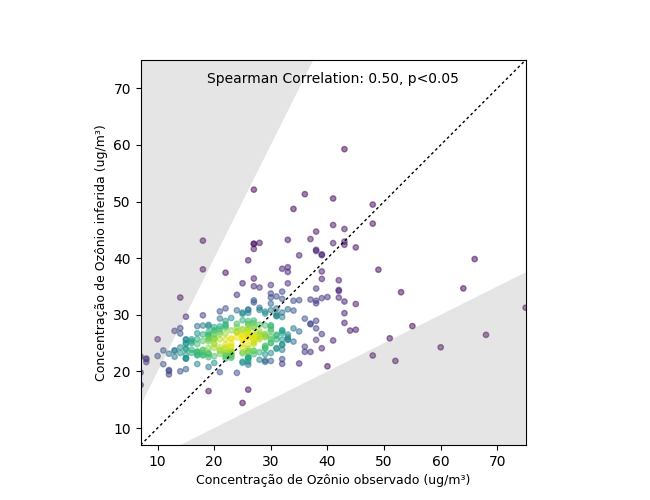 Spearman Correlation: 0.50, p<0.05
Concentração de Ozônio inferida (ug/m³)
70
60
50
40
30
20
10
10 20 30 40 50 60 70
Concentração de Ozônio observado (ug/m³)